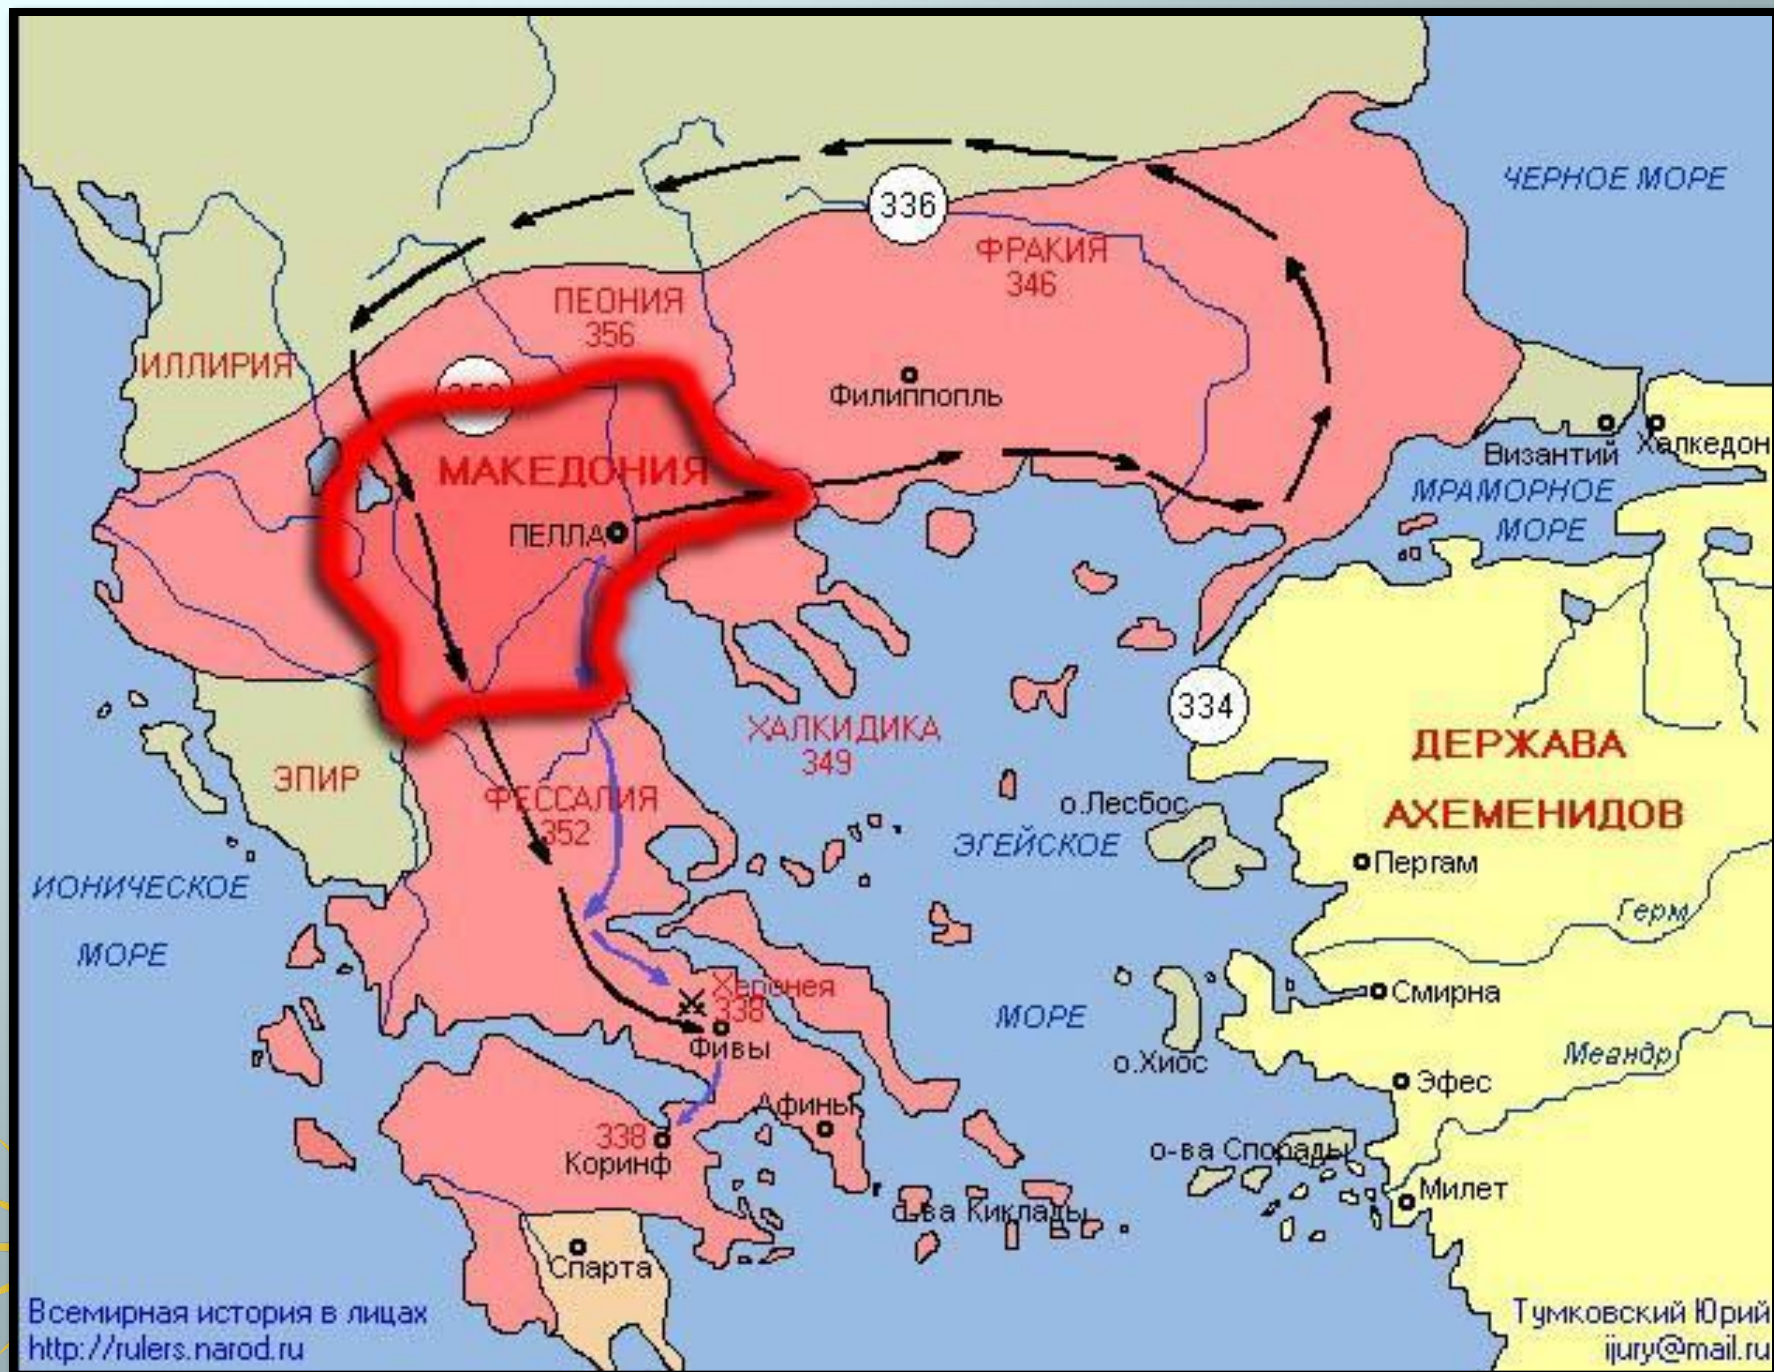 ЧЕРНОЕ МОРЕ
336
ФРАКИЯ
346
ПЕОНИЯ
356
ИЛЛИРИЯ
Филиппопль
МАКЕДОНИЯ
Византий
Халкедон
МРАМОРНОЕ
МОРЕ
ПЕЛЛА
334
ХАЛКИДИКА
349
ДЕРЖАВА
АХЕМЕНИДОВ
ЭПИР
ФЕССАЛИЯ
352
о.Лесбос
ЭГЕЙСКОЕ
МОРЕ
Пергам
ИОНИЧЕСКОЕ
МОРЕ
Герм
Херонея
338
Смирна
Фивы
о.Хиос
Меандр
Эфес
Афины
338
Коринф
о-ва Спорады
Милет
о-ва Киклады
Спарта
Всемирная история в лицах
http://rulers.narod.ru
Тумковский Юрий
ijury@mail.ru